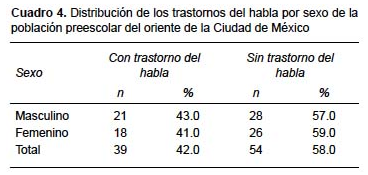 Cuadro 4. Distribución de los trastornos del habla por sexo de la
población preescolar del oriente de la Ciudad de México
Con trastorno del Sin trastorno del
Sexo habla habla
n % n %
Masculino 21 43.0 28 57.0
Femenino 18 41.0 26 59.0
Total 39 42.0 54 58.0